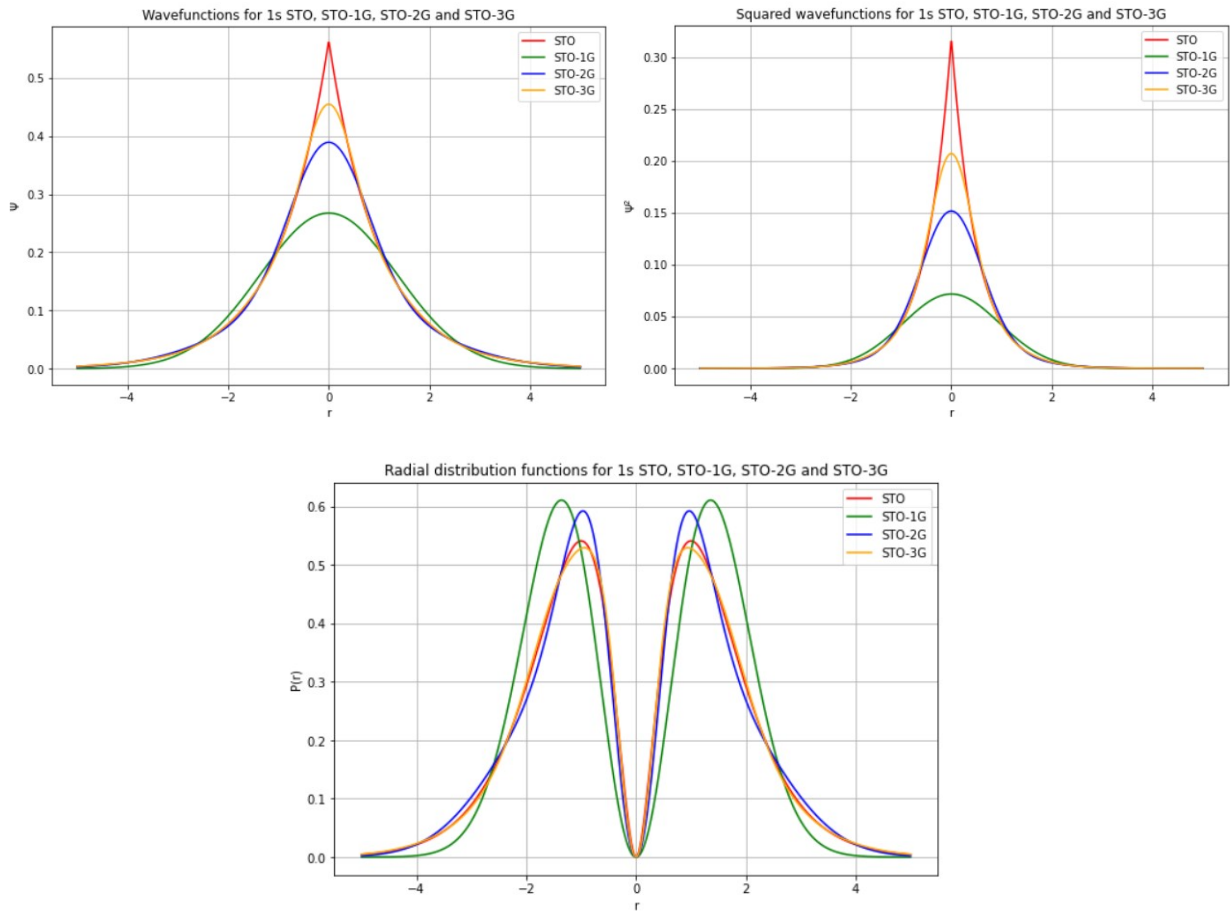 Wavefunctions for 1s STO, STO-1G, STO-2G and STO-3G
STO
STO-1G
STO-2G
STO-3G
0.5
0.4
0.3
0.2
0.1
0.0
Ψ
−4 −2 0 2 4
r
Squared wavefunctions for 1s STO, STO-1G, STO-2G and STO-3G
STO
STO-1G
STO-2G
STO-3G
0.30
0.25
0.20
0.15
0.10
0.05
0.00
Ψ²
−4 −2 0 2 4
r
Radial distribution functions for 1s STO, STO-1G, STO-2G and STO-3G
STO
STO-1G
STO-2G
STO-3G
0.6
0.5
0.4
0.3
0.2
0.1
0.0
P(r)
−4 −2 0 2 4
r